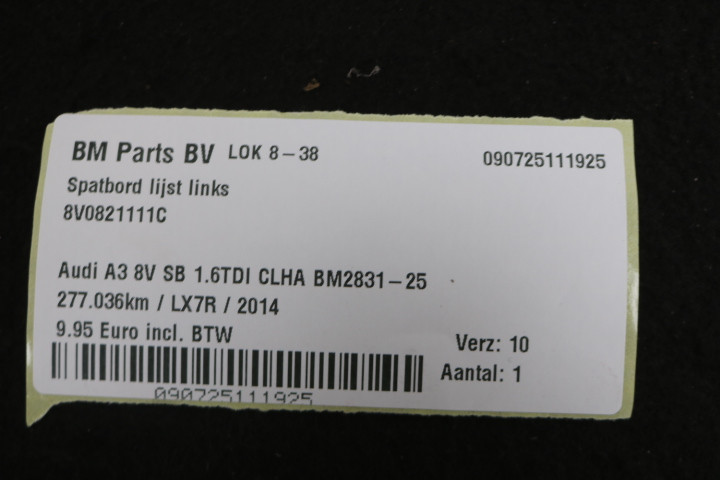 BM Parts BV LOK 8-38 090725111925
Spatbord lijst links
8V0821111C
Audi A3 8V SB 1.6TDI CLHA BM2831-25
277.036km / LX7R / 2014
9.95 Euro incl. BTW
Verz: 10
Aantal: 1
090725111925